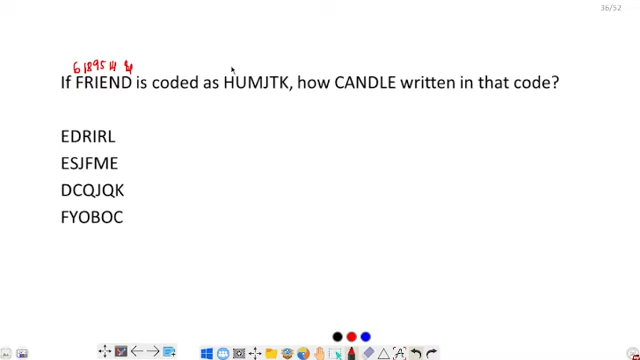 36/52
6 18 9 5 14 4
If FRIEND is coded as HUMJTK, how CANDLE written in that code?
EDRIRL
ESJFME
DCQJQK
FYOBOC